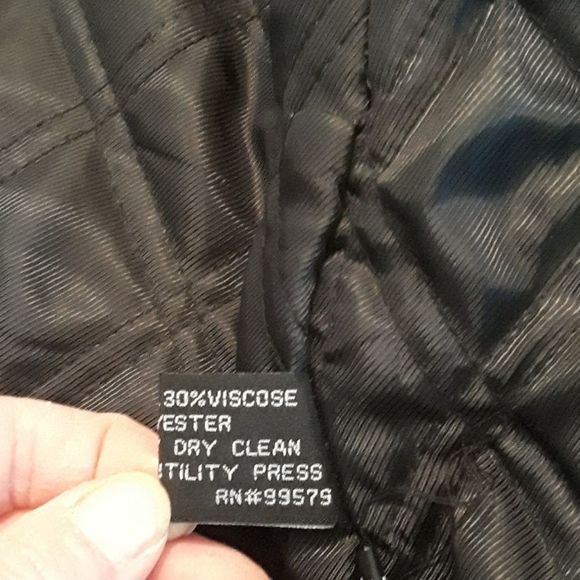 30%VISCOSE
YESTER
DRY CLEAN
TILITY PRESS
RN#99579